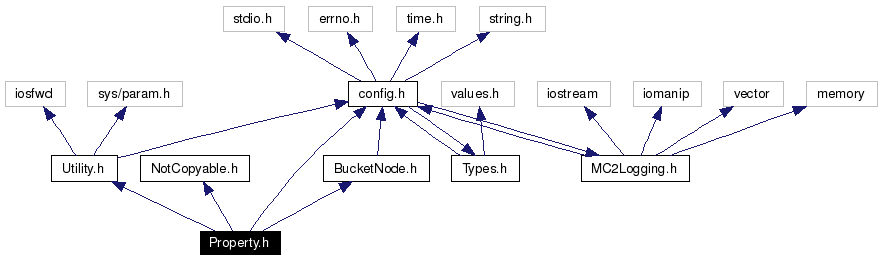 stdio.h errno.h time.h string.h
iosfwd sys/param.h config.h values.h iostream iomanip vector memory
Utility.h NotCopyable.h BucketNode.h Types.h MC2Logging.h
Property.h